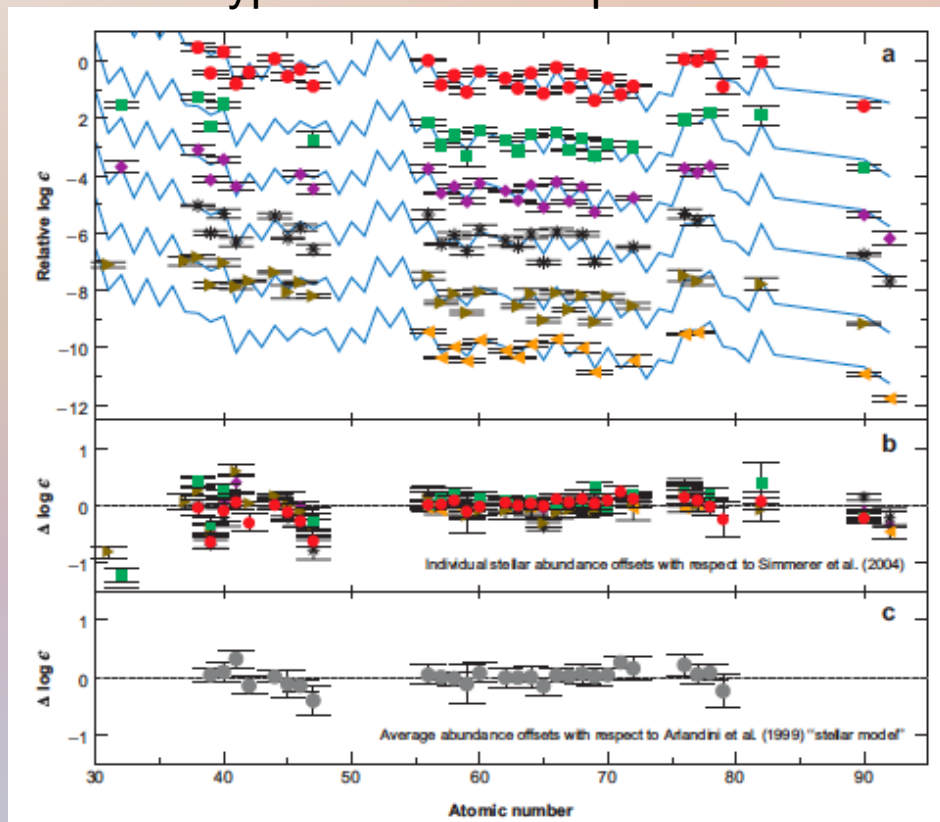 a
Relative log ϵ
0
−2
−4
−6
−8
−10
−12
b
Δ log ϵ
1
0
−1
Individual stellar abundance offsets with respect to Simmerer et al. (2004)
c
Δ log ϵ
1
0
−1
Average abundance offsets with respect to Arlandini et al. (1999) "stellar model"
30 40 50 60 70 80 90
Atomic number